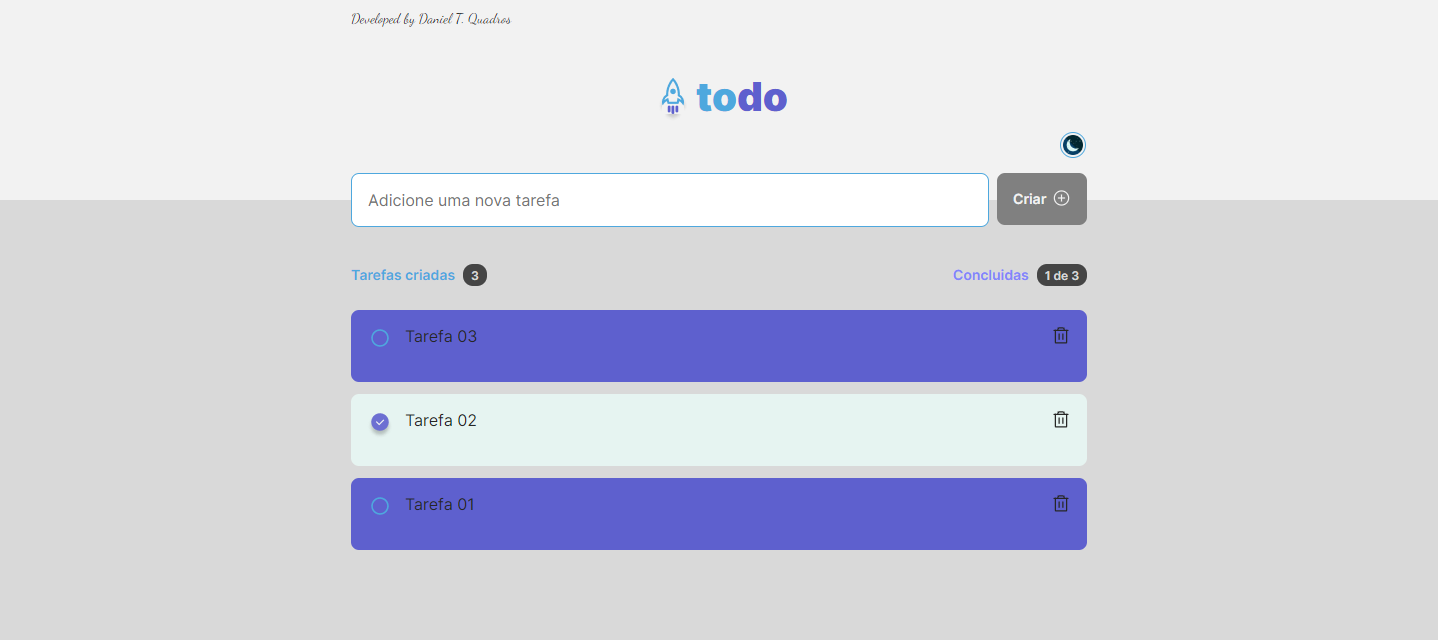 Developed by Daniel T. Quadros
todo
Adicione uma nova tarefa
Criar
Tarefas criadas 3
Concluidas 1 de 3
Tarefa 03
Tarefa 02
Tarefa 01